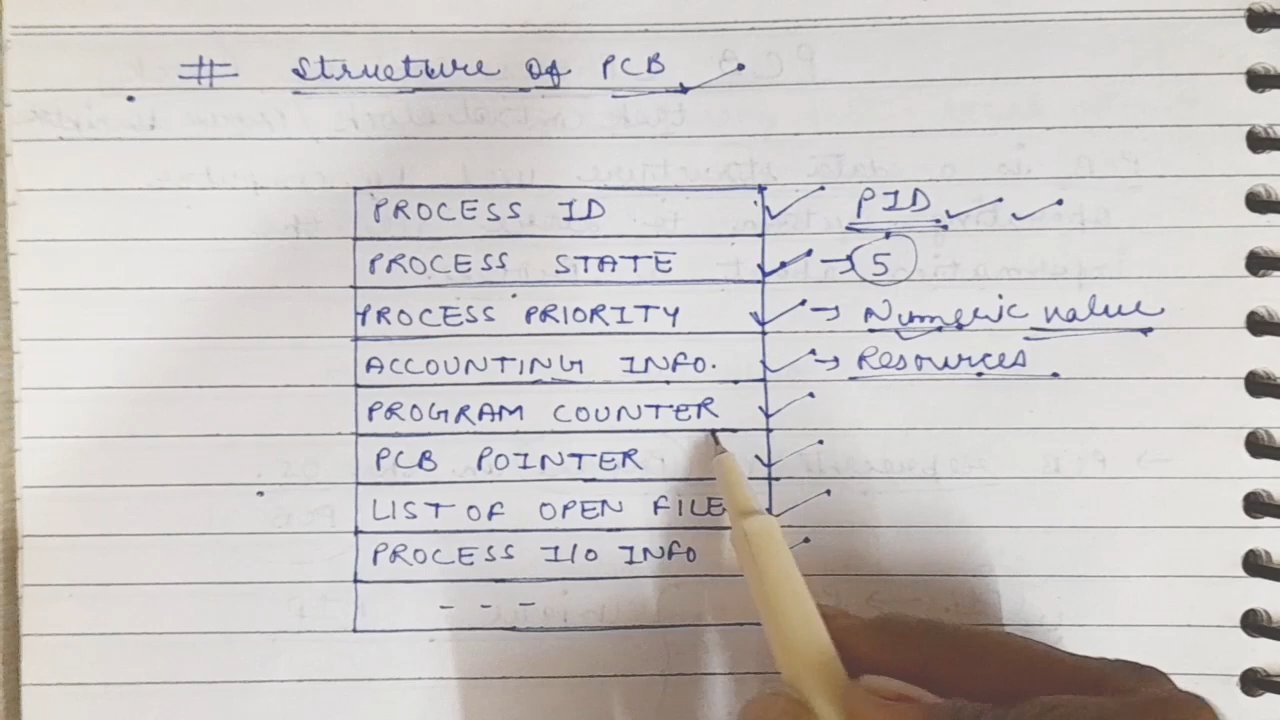 # Structure of PCB
PROCESS ID PID
PROCESS STATE → 5
PROCESS PRIORITY → Numeric value
ACCOUNTING INFO. → Resources
PROGRAM COUNTER
PCB POINTER
LIST OF OPEN FILE
PROCESS I/O INFO
- - -